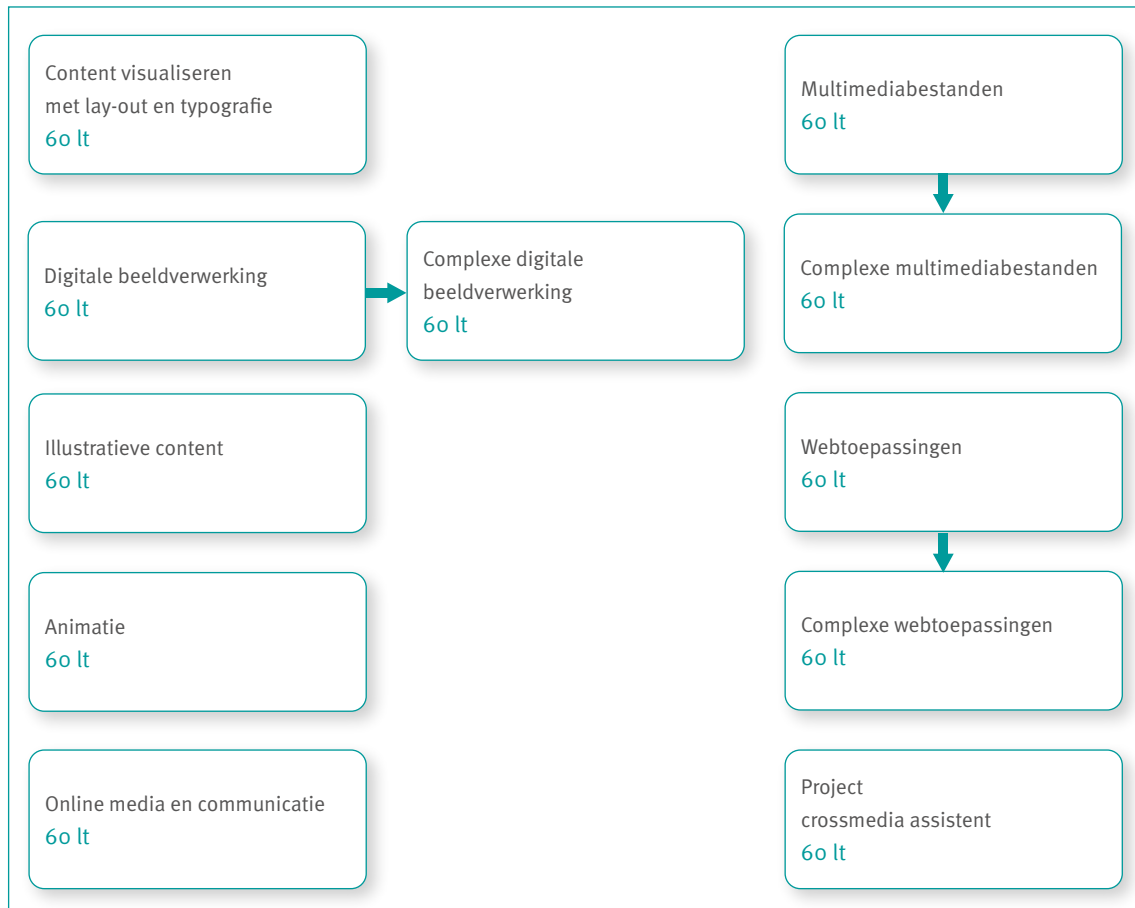 Content visualiseren
met lay-out en typografie
60 lt
Digitale beeldverwerking
60 lt
Complexe digitale
beeldverwerking
60 lt
Illustratieve content
60 lt
Animatie
60 lt
Online media en communicatie
60 lt
Multimediabestanden
60 lt
Complexe multimediabestanden
60 lt
Webtoepassingen
60 lt
Complexe webtoepassingen
60 lt
Project
crossmedia assistent
60 lt